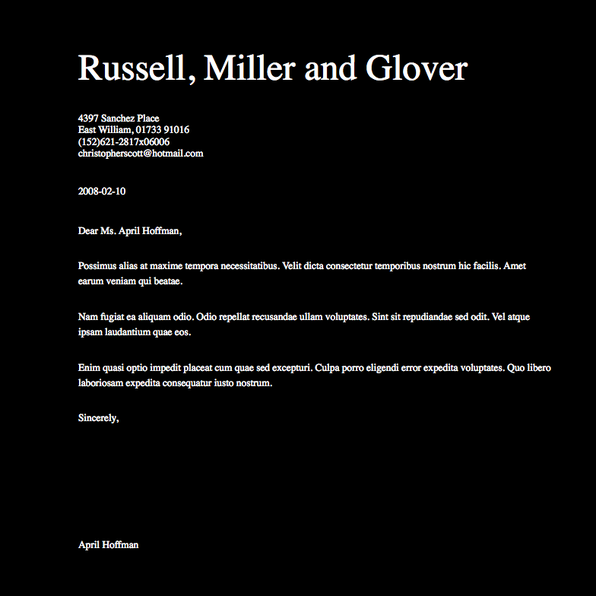 Russell, Miller and Glover
4397 Sanchez Place
East William, 01733 91016
(152)621-2817x06006
christopherscott@hotmail.com
2008-02-10
Dear Ms. April Hoffman,
Possimus alias at maxime tempora necessitatibus. Velit dicta consectetur temporibus nostrum hic facilis. Amet
earum veniam qui beatae.
Nam fugiat ea aliquam odio. Odio repellat recusandae ullam voluptates. Sint sit repudiandae sed odit. Vel atque
ipsam laudantium quae eos.
Enim quasi optio impedit placeat cum quae sed excepturi. Culpa porro eligendi error expedita voluptates. Quo libero
laboriosam expedita consequatur iusto nostrum.
Sincerely,
April Hoffman